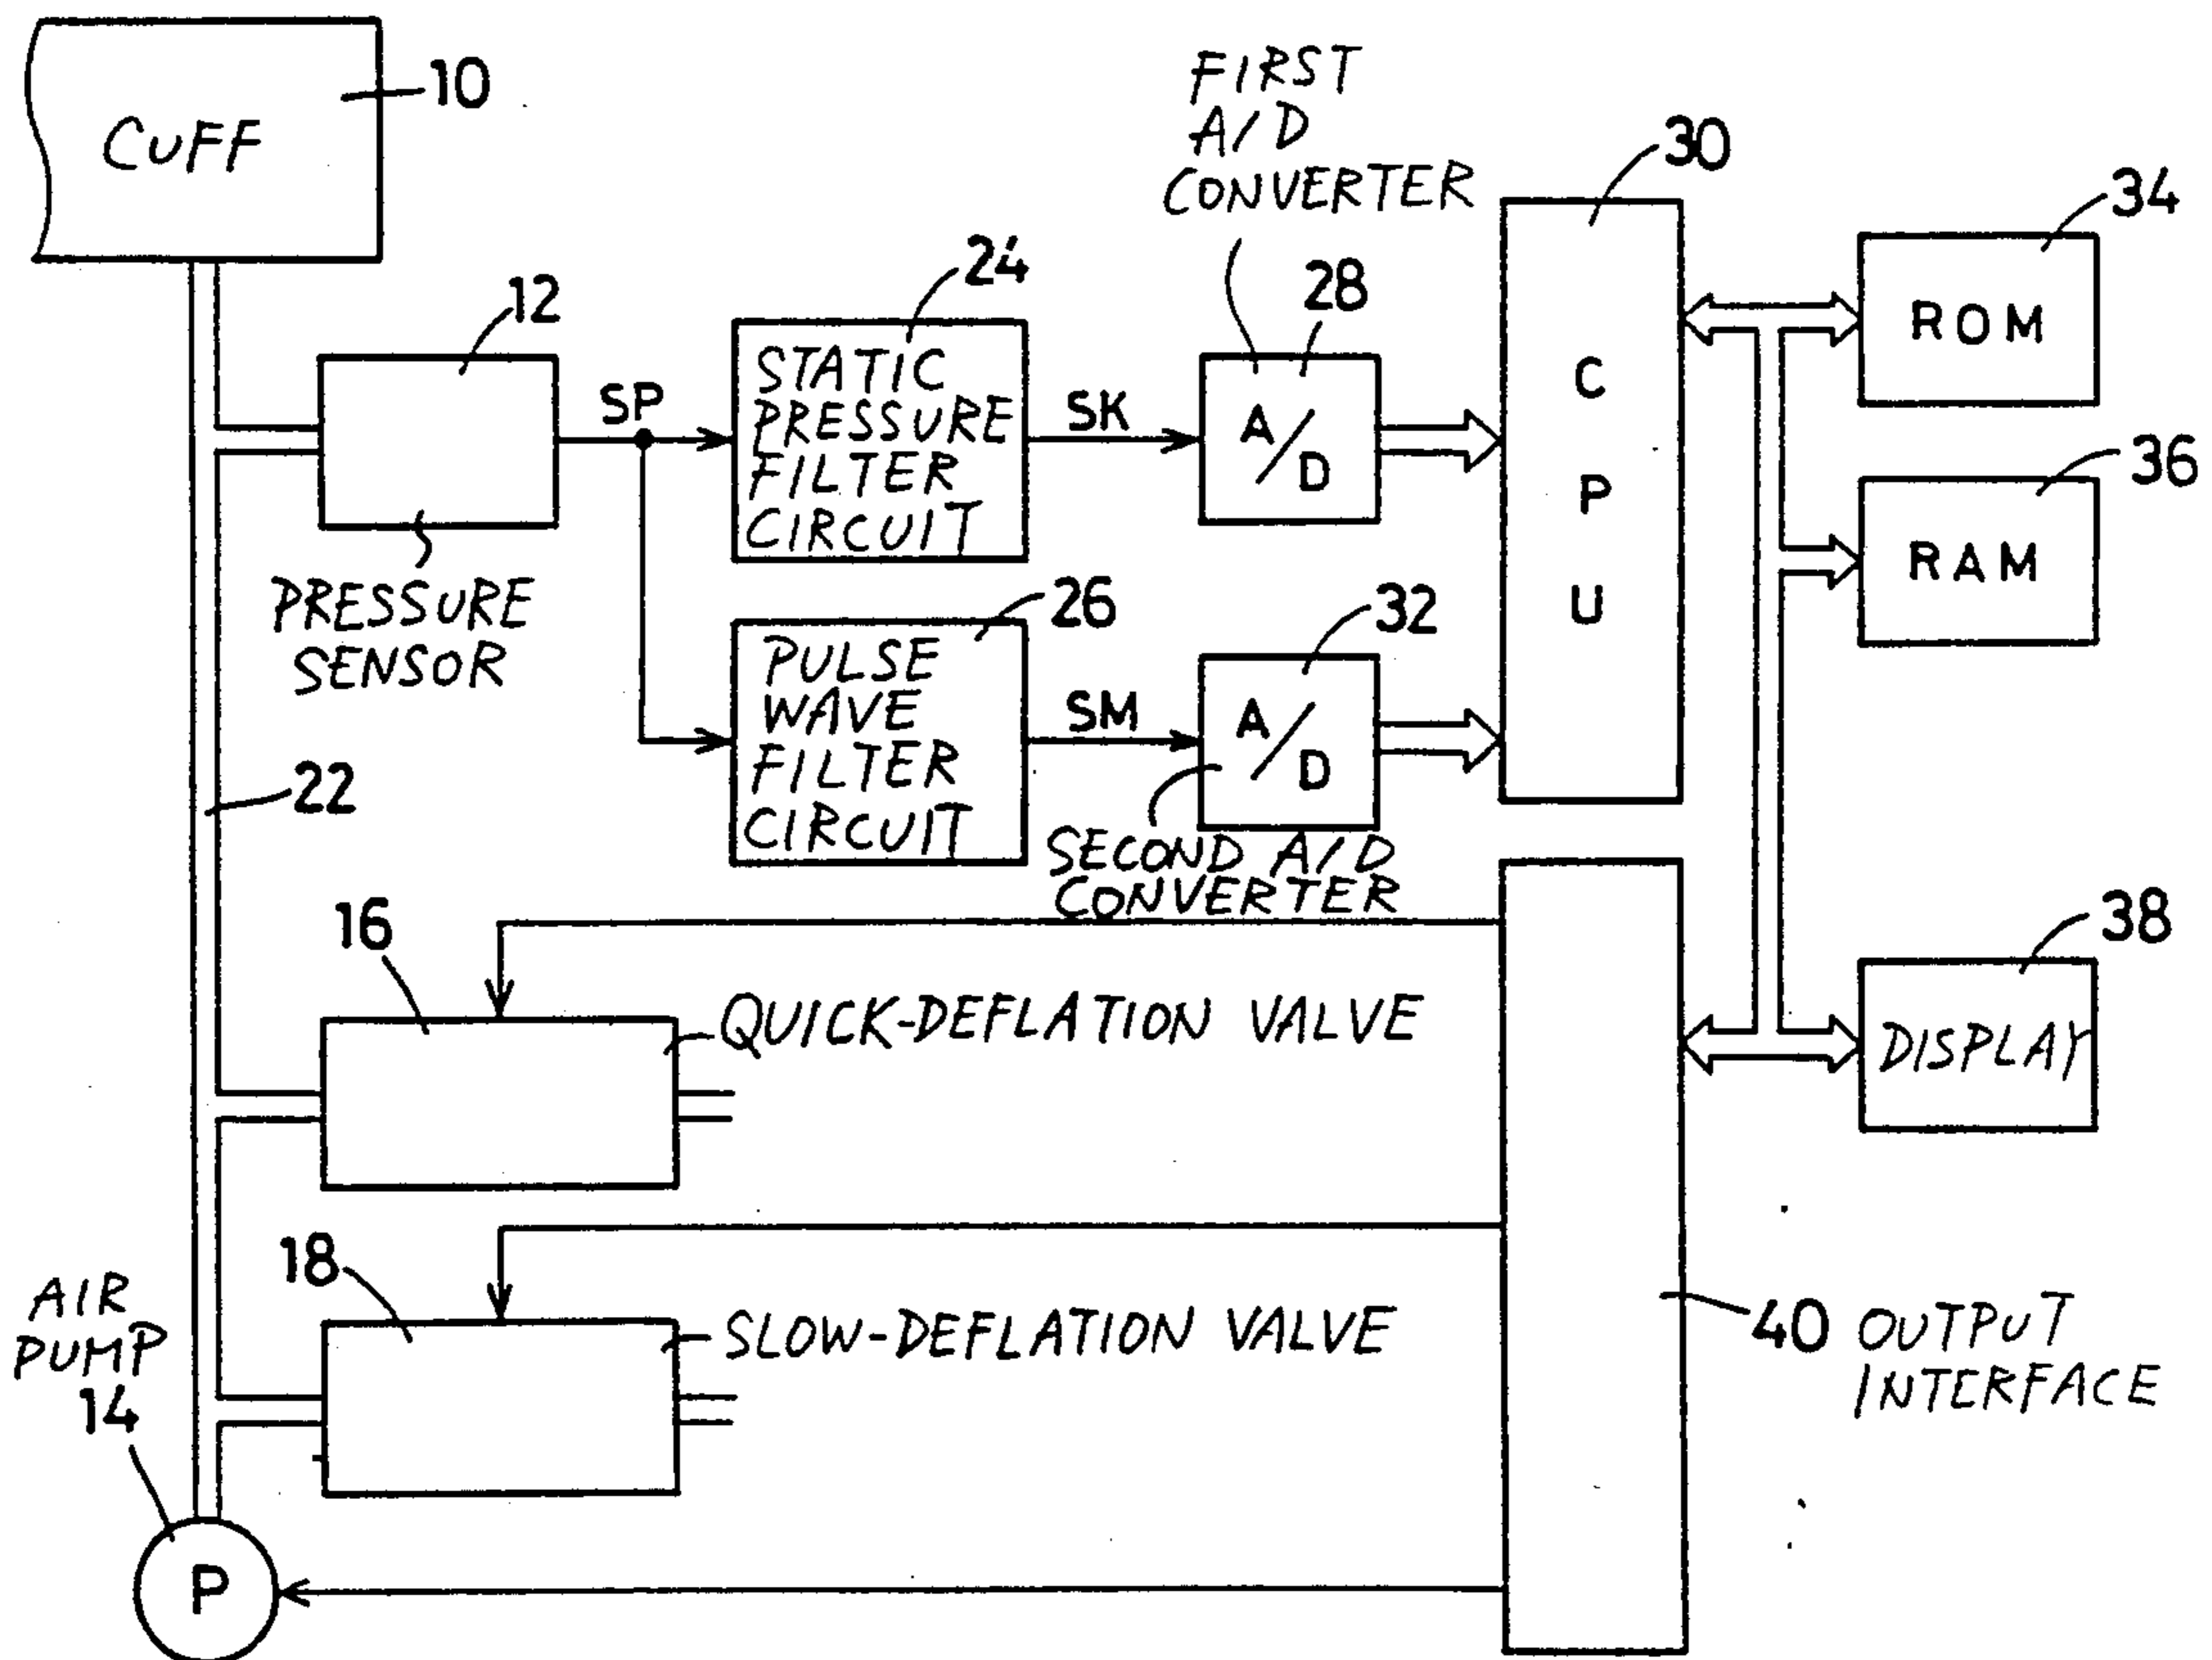 CUFF
10
12
PRESSURE
SENSOR
SP
24
STATIC
PRESSURE
FILTER
CIRCUIT
SK
FIRST
A/D
CONVERTER
28
A/D
30
C
P
U
34
ROM
36
RAM
26
PULSE
WAVE
FILTER
CIRCUIT
SM
32
A/D
SECOND A/D
CONVERTER
22
16
QUICK-DEFLATION VALVE
38
DISPLAY
18
SLOW-DEFLATION VALVE
40 OUTPUT
INTERFACE
AIR
PUMP
14
P